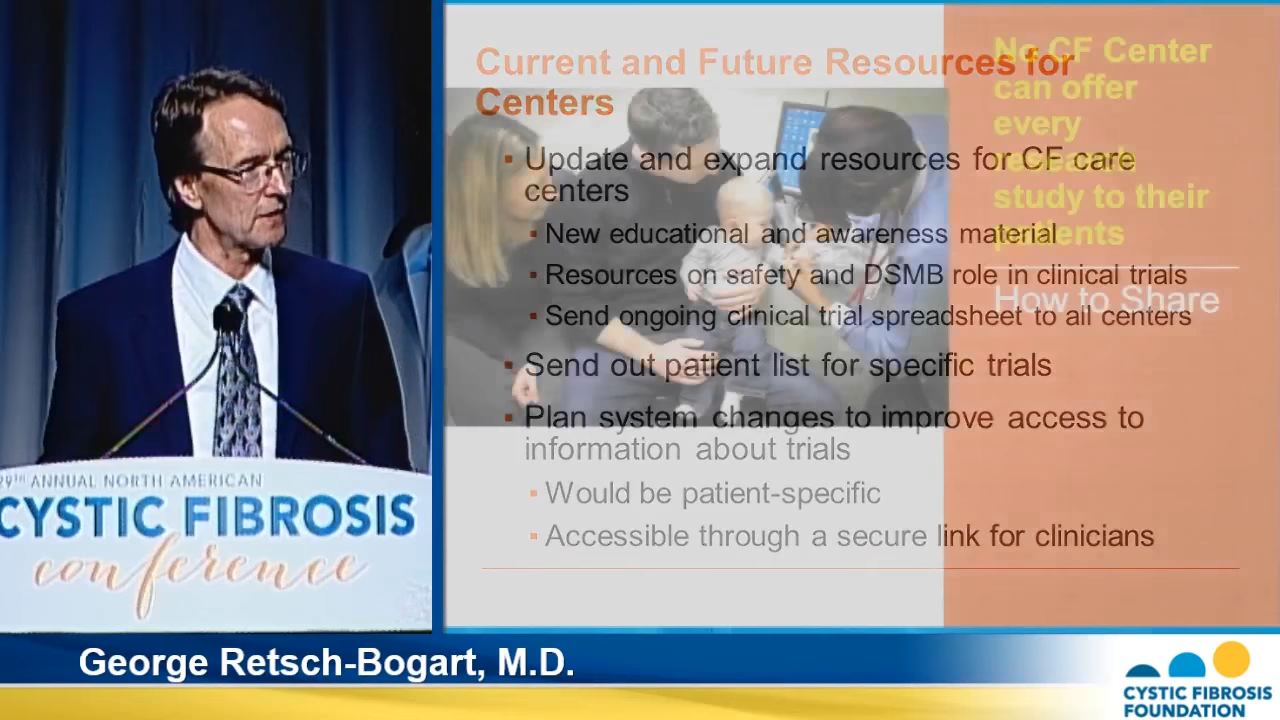 Current and Future Resources for
Centers
▪ Update and expand resources for CF care
centers
▪ New educational and awareness material
▪ Resources on safety and DSMB role in clinical trials
▪ Send ongoing clinical trial spreadsheet to all centers
▪ Send out patient list for specific trials
▪ Plan system changes to improve access to
information about trials
▪ Would be patient-specific
▪ Accessible through a secure link for clinicians
No CF Center
can offer
every
research
study to their
patients
How to Share
29TH ANNUAL NORTH AMERICAN
CYSTIC FIBROSIS
conference
George Retsch-Bogart, M.D.
CYSTIC FIBROSIS
FOUNDATION